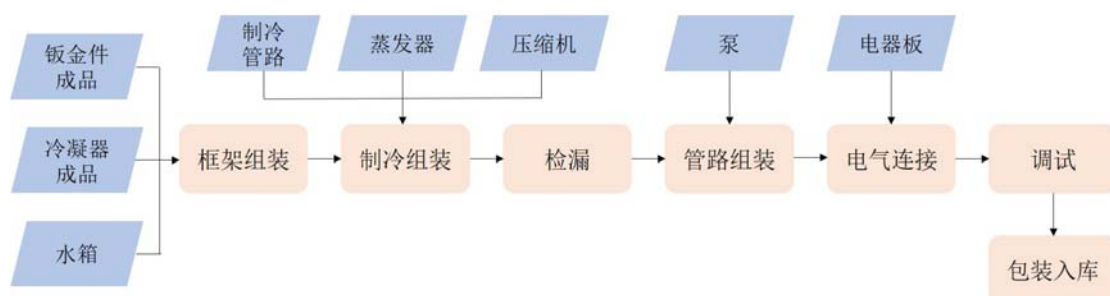 制冷
管路
蒸发器
压缩机
泵
电器板
钣金件
成品
冷凝器
成品
水箱
框架组装
制冷组装
检漏
管路组装
电气连接
调试
包装入库